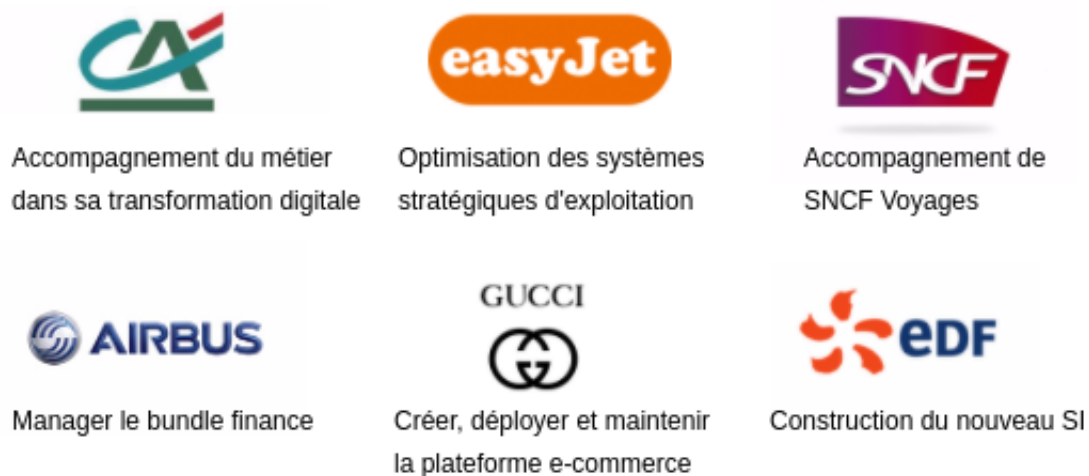 CA
easyJet
SNCF
Accompagnement du métier
dans sa transformation digitale
Optimisation des systèmes
stratégiques d'exploitation
Accompagnement de
SNCF Voyages
AIRBUS
GUCCI
GG
eDF
Manager le bundle finance
Créer, déployer et maintenir
la plateforme e-commerce
Construction du nouveau SI